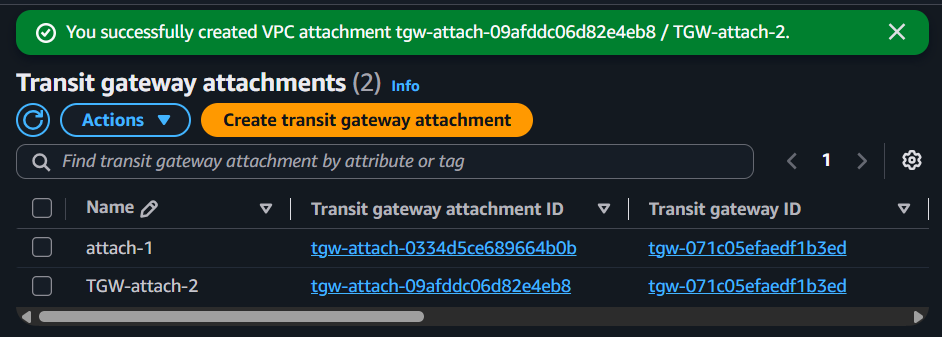 You successfully created VPC attachment tgw-attach-09afddc06d82e4eb8 / TGW-attach-2.
Transit gateway attachments (2) Info
Actions Create transit gateway attachment
Find transit gateway attachment by attribute or tag 1
Name Transit gateway attachment ID Transit gateway ID
attach-1 tgw-attach-0334d5ce689664b0b tgw-071c05efaedf1b3ed
TGW-attach-2 tgw-attach-09afddc06d82e4eb8 tgw-071c05efaedf1b3ed